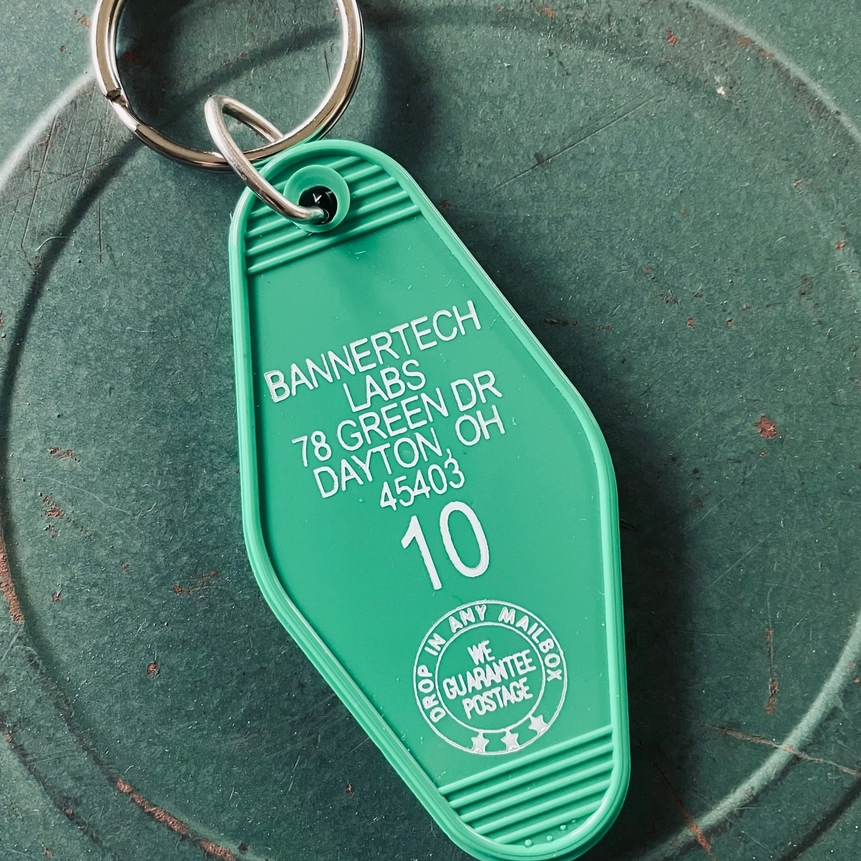 BANNERTECH
LABS
78 GREEN DR
DAYTON, OH
45403
10
DROP IN ANY MAILBOX
WE
GUARANTEE
POSTAGE